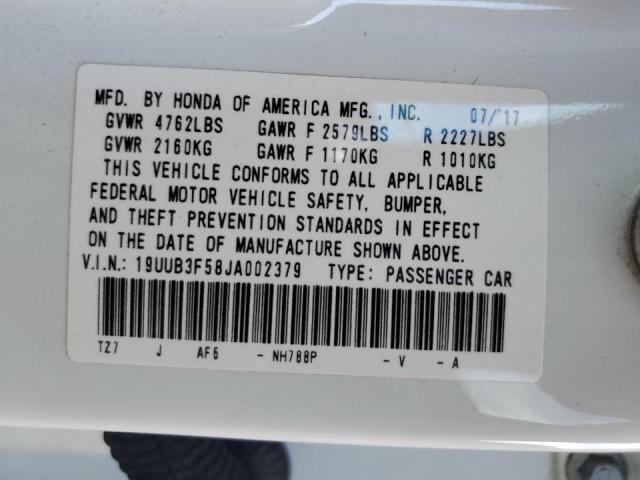 MFD. BY HONDA OF AMERICA MFG., INC. 07/17
GVWR 4762LBS GAWR F 2579LBS R 2227LBS
GVWR 2160KG GAWR F 1170KG R 1010KG
THIS VEHICLE CONFORMS TO ALL APPLICABLE
FEDERAL MOTOR VEHICLE SAFETY, BUMPER,
AND THEFT PREVENTION STANDARDS IN EFFECT
ON THE DATE OF MANUFACTURE SHOWN ABOVE.
V.I.N.: 19UUB3F58JA002379 TYPE: PASSENGER CAR
TZ7 J AF6 - NH788P - V - A